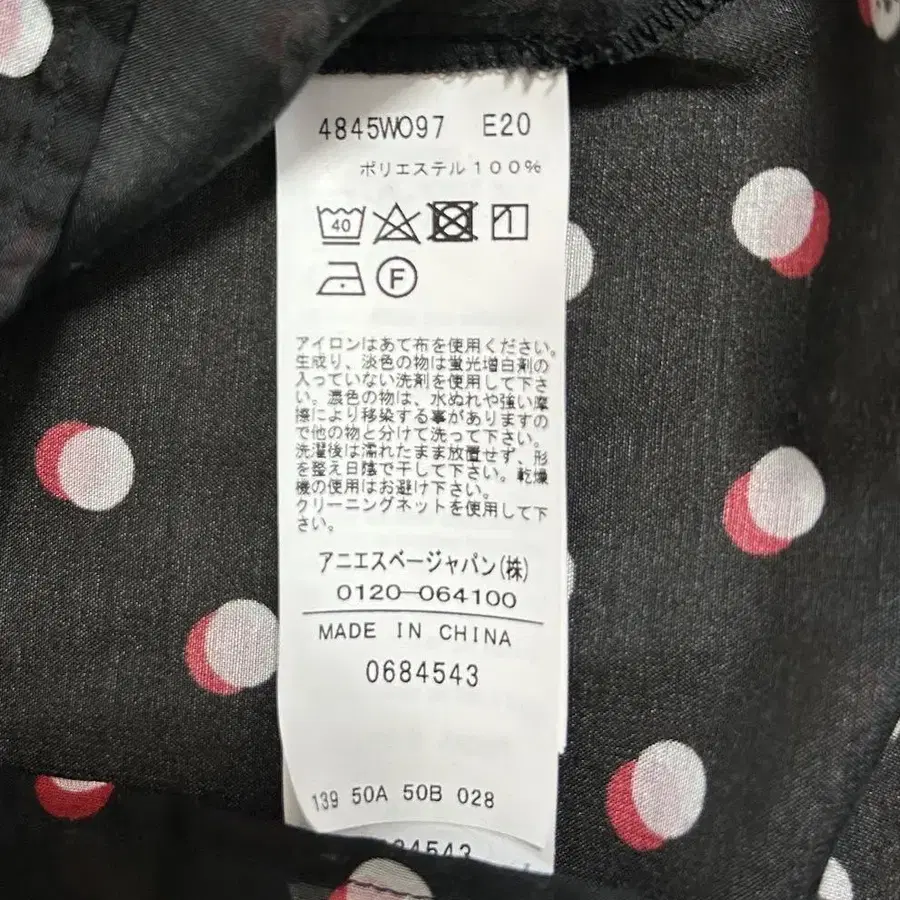 4845W097 E20
ポリエステル100%
40
F
アイロンはあて布を使用ください。
生成り、淡色の物は蛍光増白剤の
入っていない洗剤を使用して下さ
い。濃色の物は、水ぬれや強い摩
擦により移染する事がありますの
で他の物と分けて洗って下さい。
洗濯後は濡れたまま放置せず、形
を整え日陰で干して下さい。乾燥
機の使用はお避け下さい。
クリーニングネットを使用して下
さい。
アニエスベージャパン(株)
0120-064100
MADE IN CHINA
0684543
139 50A 50B 028